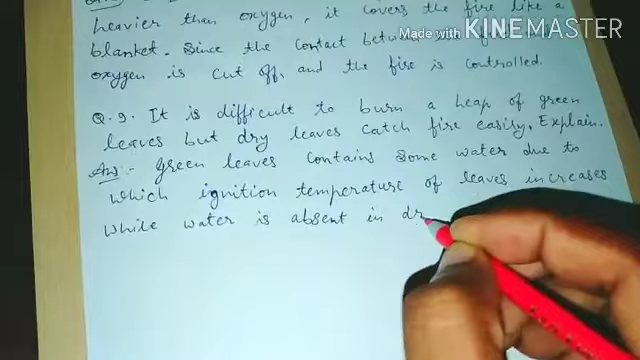 heavier than oxygen, it covers the fire like a
Made with KINEMASTER
blanket. Since the contact between
oxygen is cut off, and the fire is controlled.
Q.9. It is difficult to burn a heap of green
leaves but dry leaves catch fire easily. Explain.
Ans:- Green leaves contains some water due to
which ignition temperature of leaves increases
while water is absent in dr